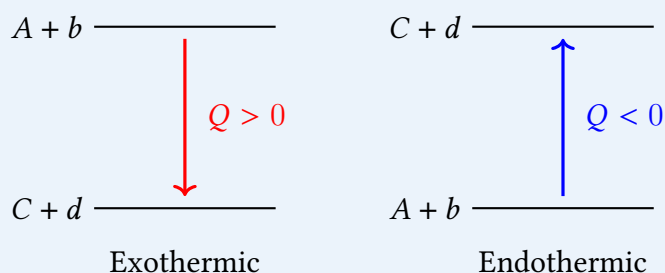 A + b
C + d
Q > 0
Q < 0
C + d
A + b
Exothermic
Endothermic